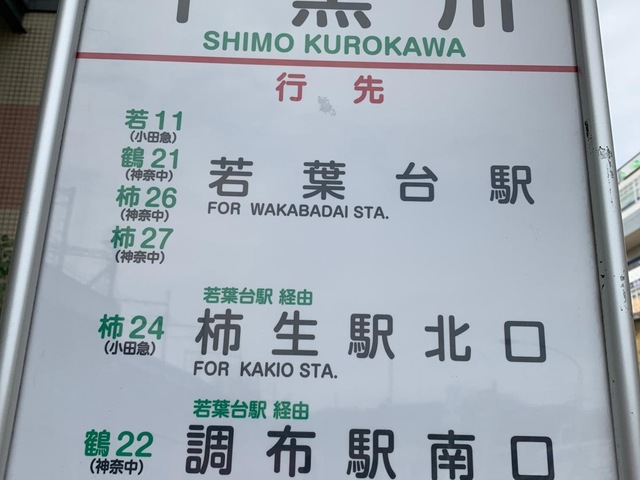 下黒川
SHIMO KUROKAWA
行先
若11
(小田急)
鶴21
(神奈中)
柿26
(神奈中)
柿27
(神奈中)
若葉台駅
FOR WAKABADAI STA.
若葉台駅 経由
柿24
(小田急)
柿生駅北口
FOR KAKIO STA.
若葉台駅 経由
鶴22
(神奈中)
調布駅南口